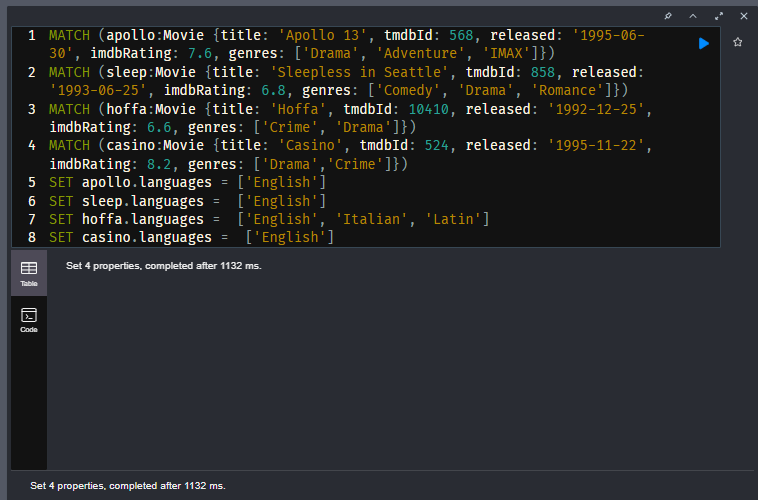 1 MATCH (apollo:Movie {title: 'Apollo 13', tmdbId: 568, released: '1995-06-
30', imdbRating: 7.6, genres: ['Drama', 'Adventure', 'IMAX']})
2 MATCH (sleep:Movie {title: 'Sleepless in Seattle', tmdbId: 858, released:
'1993-06-25', imdbRating: 6.8, genres: ['Comedy', 'Drama', 'Romance']})
3 MATCH (hoffa:Movie {title: 'Hoffa', tmdbId: 10410, released: '1992-12-25',
imdbRating: 6.6, genres: ['Crime', 'Drama']})
4 MATCH (casino:Movie {title: 'Casino', tmdbId: 524, released: '1995-11-22',
imdbRating: 8.2, genres: ['Drama','Crime']})
5 SET apollo.languages = ['English']
6 SET sleep.languages =  ['English']
7 SET hoffa.languages =  ['English', 'Italian', 'Latin']
8 SET casino.languages =  ['English']
Set 4 properties, completed after 1132 ms.
Table
Code
Set 4 properties, completed after 1132 ms.